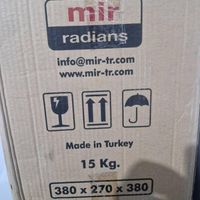 mir
radians
info@mir-tr.com
www.mir-tr.com
Made in Turkey
15 Kg.
380 x 270 x 380